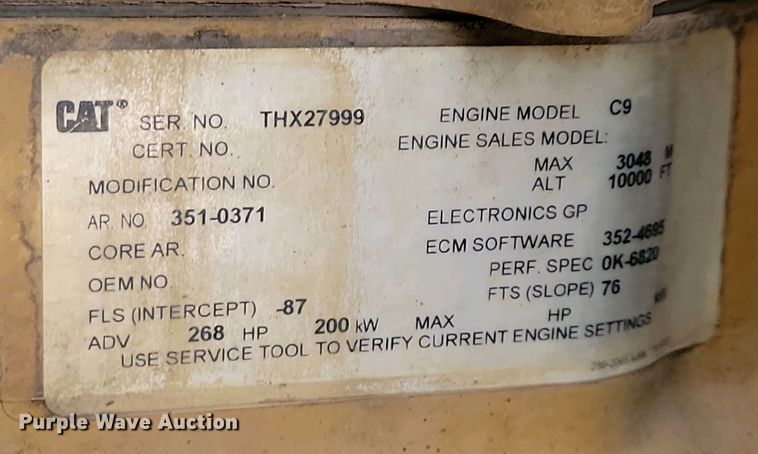 CAT® SER. NO. THX27999 ENGINE MODEL C9
CERT. NO. ENGINE SALES MODEL:
MODIFICATION NO. MAX 3048 M
ALT 10000 FT
AR. NO 351-0371 ELECTRONICS GP
CORE AR. ECM SOFTWARE 352-4695
OEM NO. PERF. SPEC 0K-6820
FLS (INTERCEPT) -87 FTS (SLOPE) 76
ADV 268 HP 200 kW MAX HP kW
USE SERVICE TOOL TO VERIFY CURRENT ENGINE SETTINGS
Purple Wave Auction